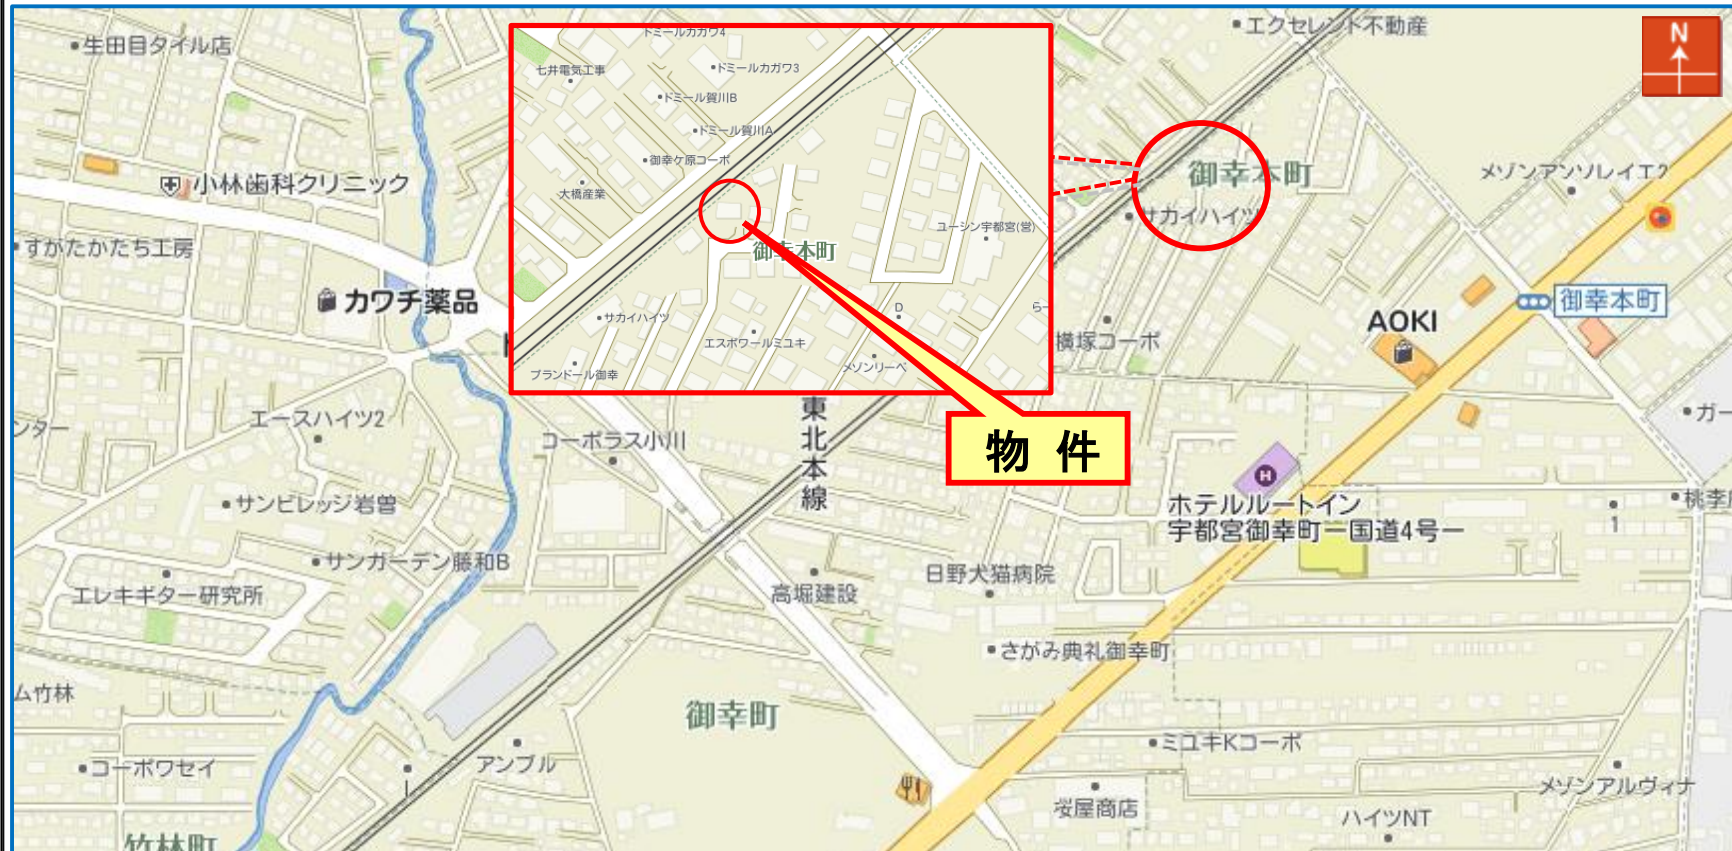 エクセレント不動産
N
生田目タイル店
ドミールカガワ4
七井電気工事
ドミールカガワ3
ドミール賀川B
ドミール賀川A
御幸ケ原コーポ
大橋産業
御幸本町
メゾンアンソレイエ2
小林歯科クリニック
サカイハイツ
ユーシン宇都宮(営)
すがたかたち工房
御幸本町
カワチ薬品
御幸本町
サカイハイツ
D
らー
AOKI
エスポワールミユキ
横塚コーポ
メゾンリーベ
ブランドール御幸
東北本線
エースハイツ2
ンター
コーポラス小川
ガー
物 件
H
ホテルルートイン
宇都宮御幸町ー国道4号ー
サンビレッジ岩曽
1
サンガーデン藤和B
日野犬猫病院
エレキギター研究所
高堀建設
さがみ典礼御幸町
ム竹林
御幸町
ミユキKコーポ
アンブル
コーポワセイ
I
メゾンアルヴィナ
桜屋商店
ハイツNT
竹林町